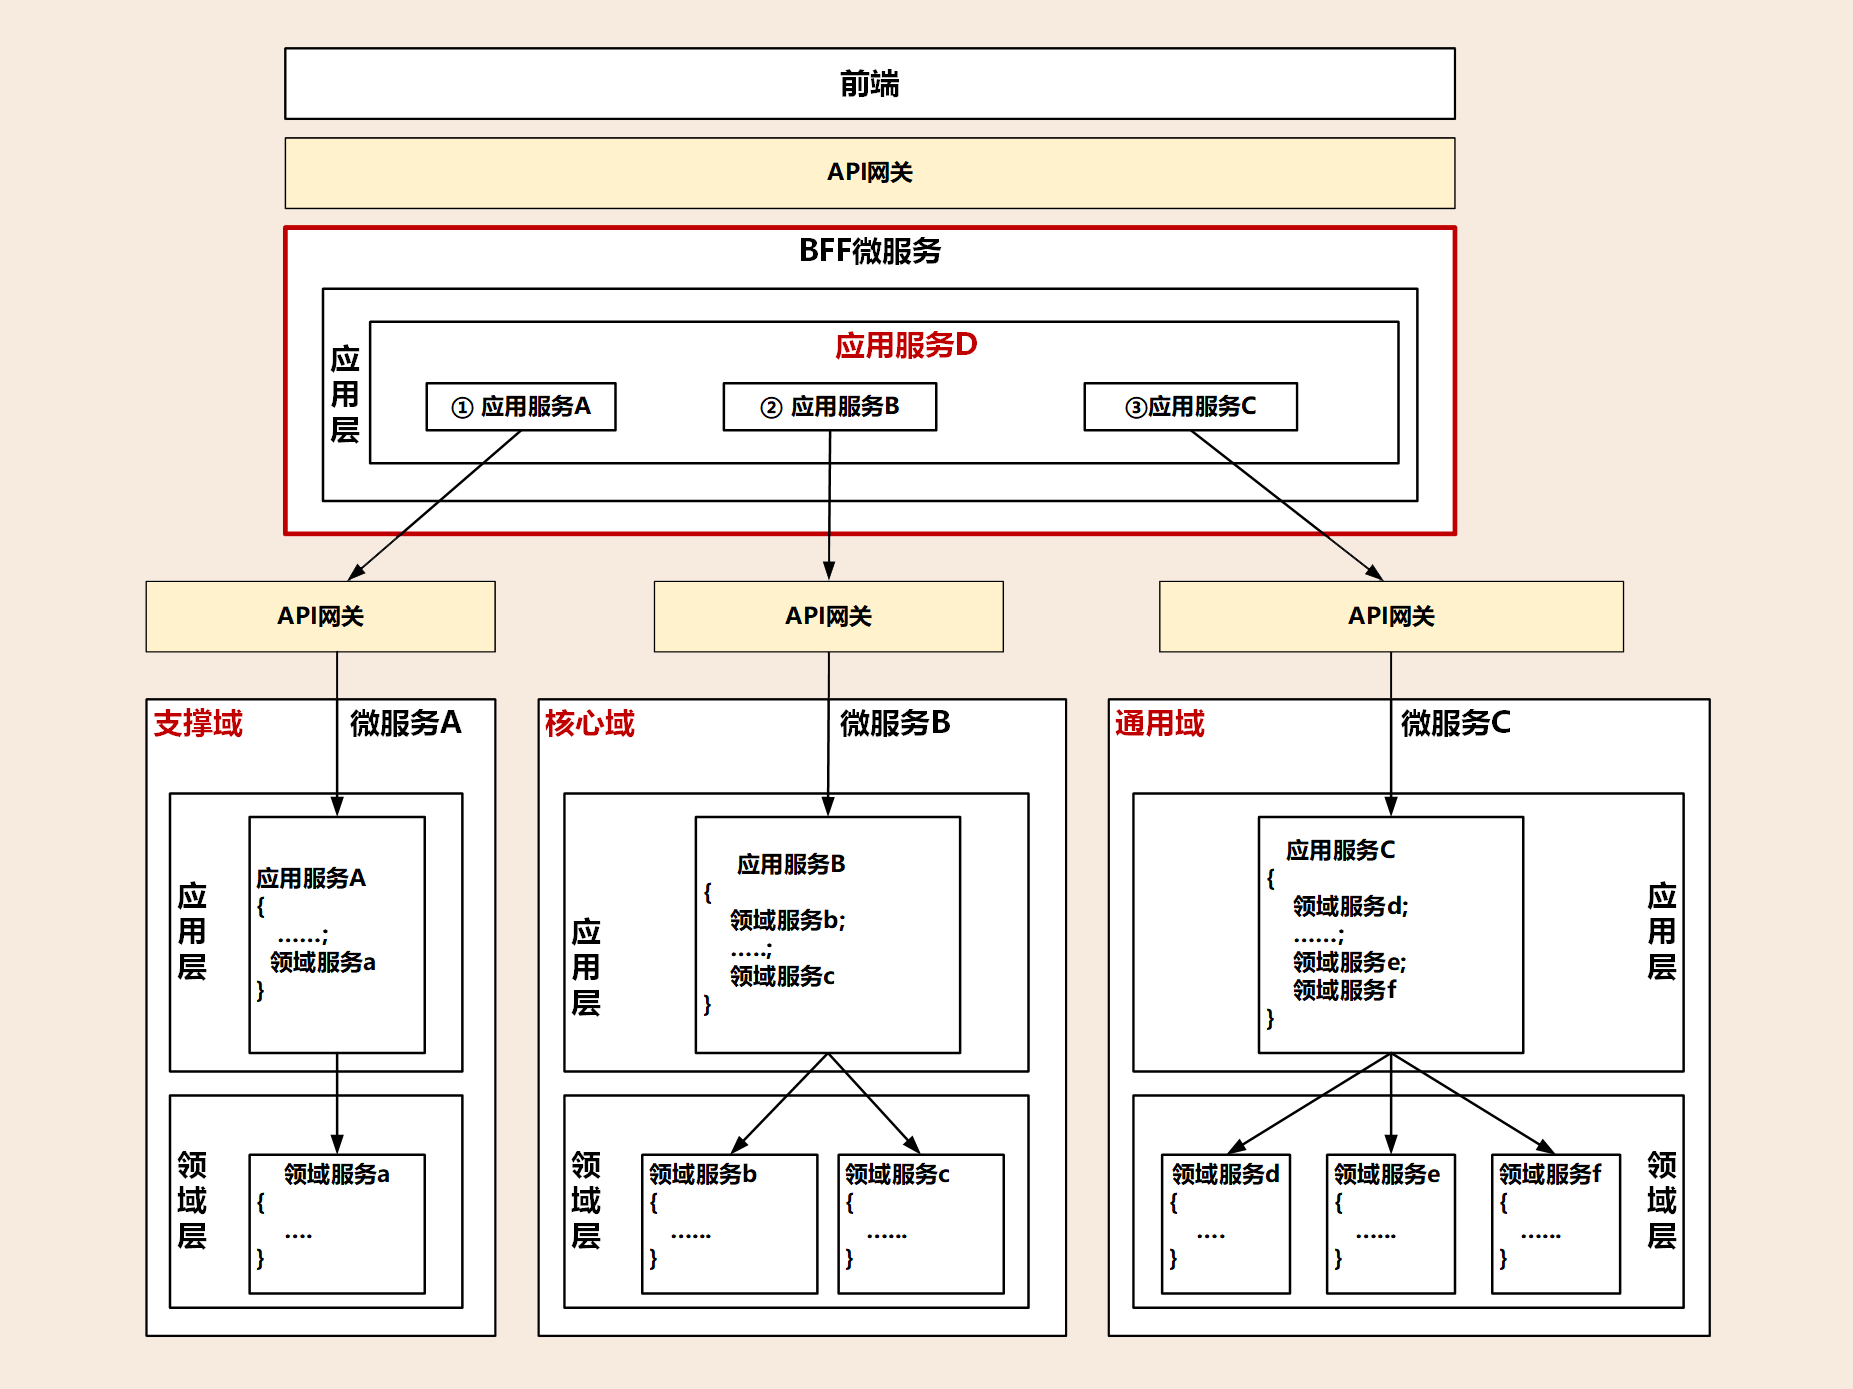 前端
API网关
BFF微服务
应用层
应用服务D
① 应用服务A
② 应用服务B
③应用服务C
API网关
API网关
API网关
支撑域
微服务A
应用层
应用服务A
{
......;
领域服务a
}
领域层
领域服务a
{
....
}
核心域
微服务B
应用层
应用服务B
{
领域服务b;
.....;
领域服务c
}
领域层
领域服务b
{
......
}
领域服务c
{
......
}
通用域
微服务C
应用服务C
{
领域服务d;
......;
领域服务e;
领域服务f
}
应用层
领域服务d
{
....
}
领域服务e
{
......
}
领域服务f
{
......
}
领域层